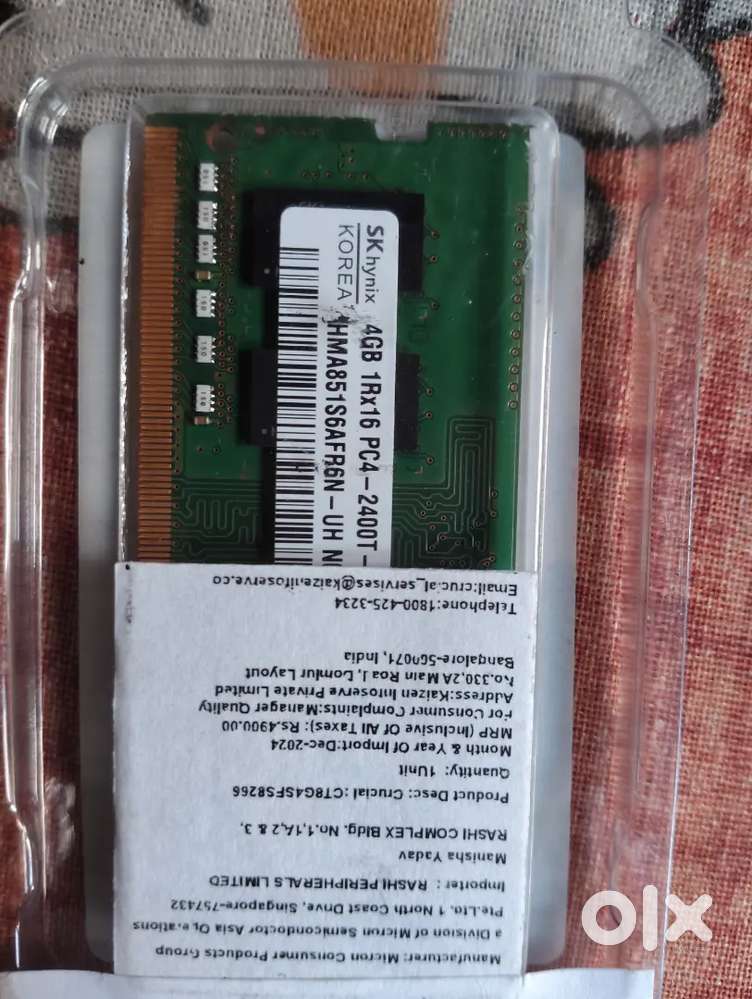 SK hynix
KOREA
4GB 1Rx16 PC4-2400T-
HMA851S6AFR6N-UH
Manufacturer: Micron Consumer Products Group
a Division of Micron Semiconductor Asia Operations
Pte.Ltd. 1 North Coast Drive, Singapore-757432
Importer : RASHI PERIPHERALS LIMITED
Manisha Yadav
RASHI COMPLEX Bldg. No.1,1A,2 & 3,
Product Desc: Crucial :CT8G4SFS8266
Quantity: 1Unit
Month & Year Of Import:Dec-2024
MRP (Inclusive Of All Taxes): Rs.4900.00
For Consumer Complaints:Manager Quality
Address:Kaizen Infoserve Private Limited
No.330,2A Main Road, Domlur Layout
Bangalore-560071, India
Telephone:1800-425-3234
Email:crucial_servises@kaizeninfoserve.co
olx